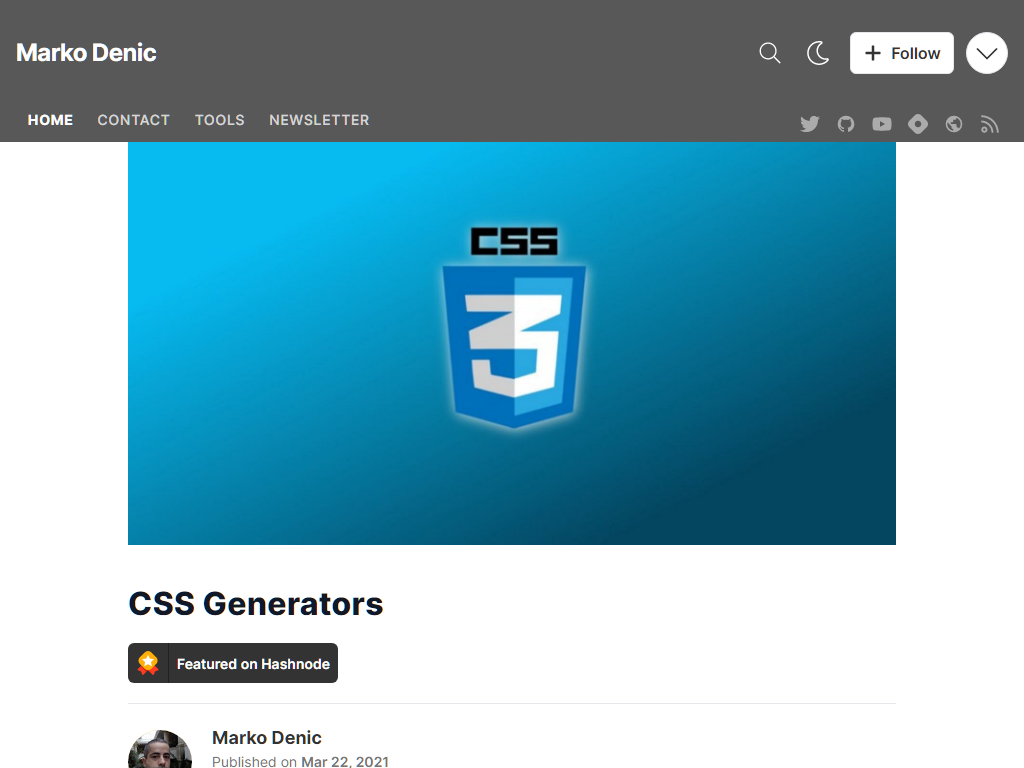 Marko Denic
Follow
HOME CONTACT TOOLS NEWSLETTER
CSS
3
CSS Generators
Featured on Hashnode
Marko Denic
Published on Mar 22, 2021